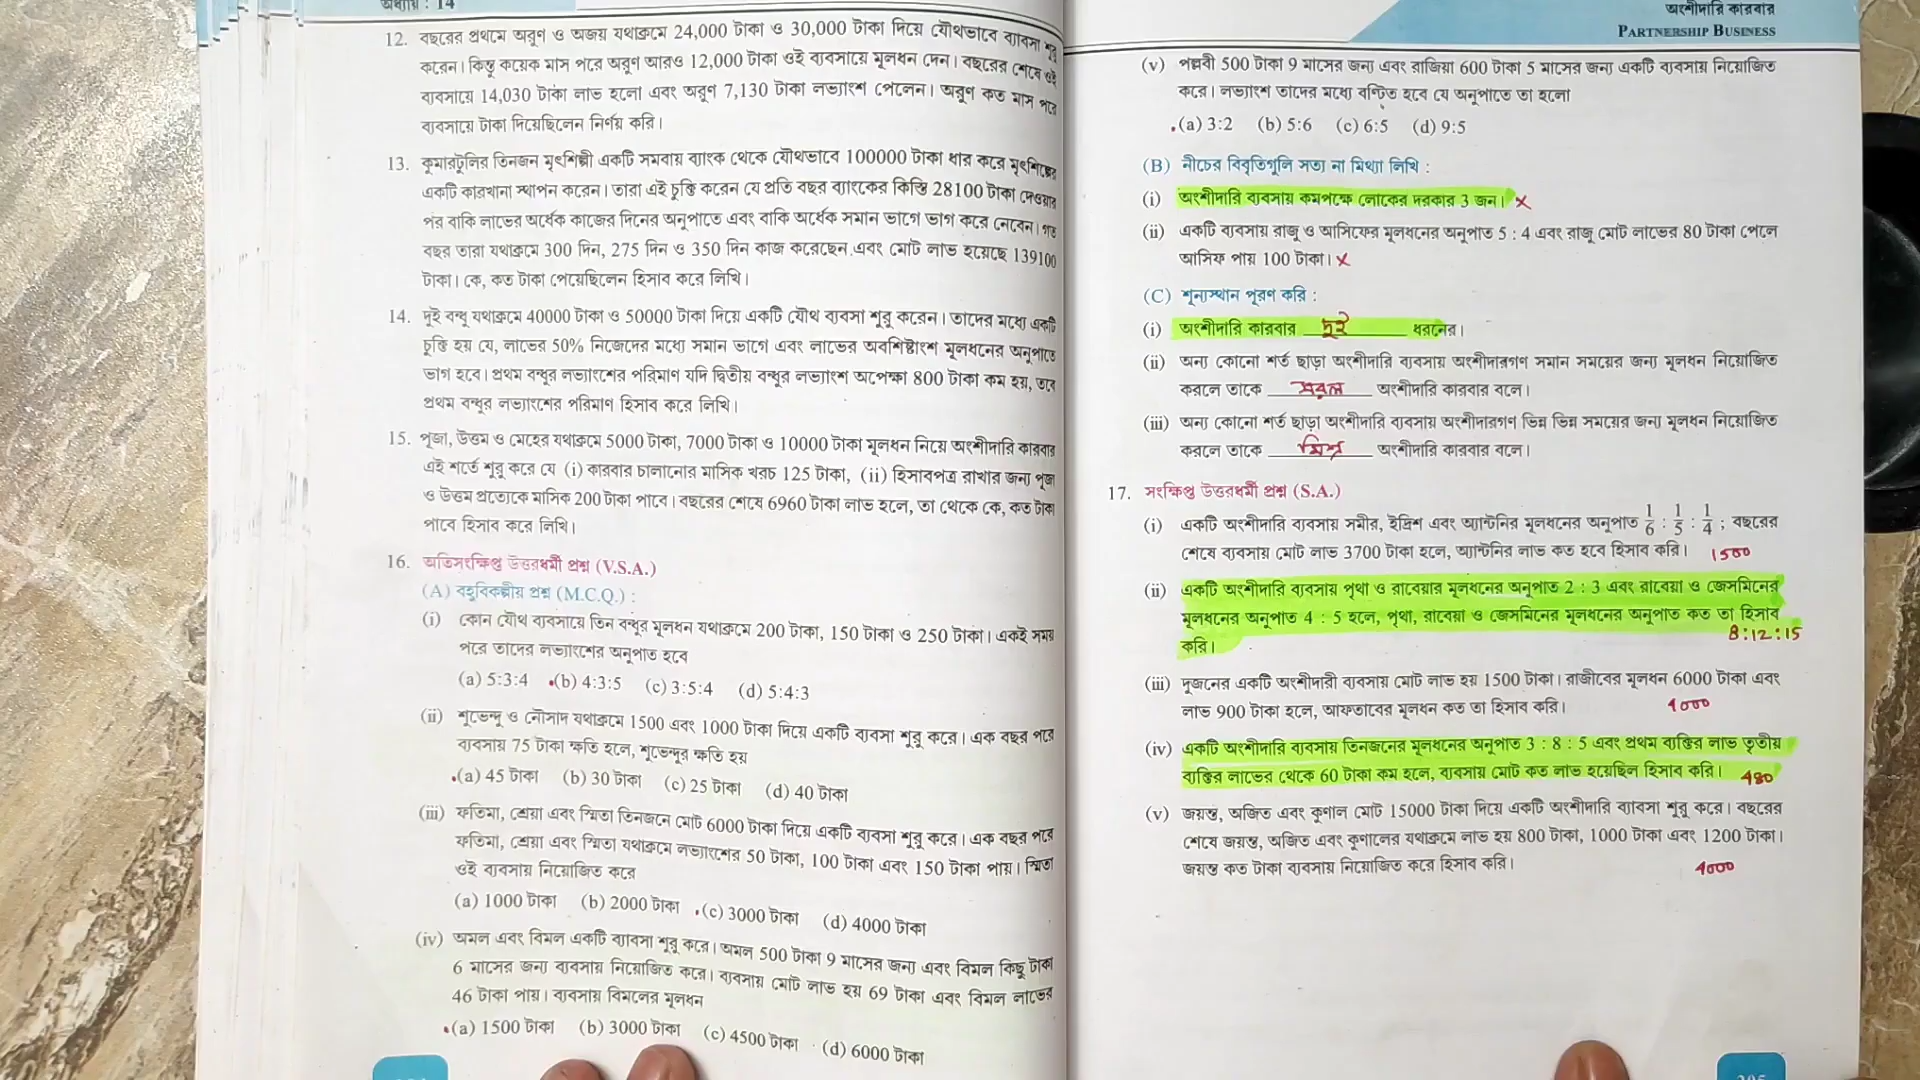 অধ্যায় : 14
12. বছরের প্রথমে অরুণ ও অজয় যথাক্রমে 24,000 টাকা ও 30,000 টাকা দিয়ে যৌথভাবে ব্যাবসা শুরু
করেন। কিন্তু কয়েক মাস পরে অরুণ আরও 12,000 টাকা ওই ব্যবসায়ে মূলধন দেন। বছরের শেষে ওই
ব্যবসায়ে 14,030 টাকা লাভ হলো এবং অরুণ 7,130 টাকা লভ্যাংশ পেলেন। অরুণ কত মাস পরে
ব্যবসায়ে টাকা দিয়েছিলেন নির্ণয় করি।
13. কুমারটুলির তিনজন মৃৎশিল্পী একটি সমবায় ব্যাংক থেকে যৌথভাবে 100000 টাকা ধার করে মৃৎশিল্পের
একটি কারখানা স্থাপন করেন। তারা এই চুক্তি করেন যে প্রতি বছর ব্যাংকের কিস্তি 28100 টাকা দেওয়ার
পর বাকি লাভের অর্ধেক কাজের দিনের অনুপাতে এবং বাকি অর্ধেক সমান ভাগে ভাগ করে নেবেন। গত
বছর তারা যথাক্রমে 300 দিন, 275 দিন ও 350 দিন কাজ করেছেন এবং মোট লাভ হয়েছে 139100
টাকা। কে, কত টাকা পেয়েছিলেন হিসাব করে লিখি।
14. দুই বন্ধু যথাক্রমে 40000 টাকা ও 50000 টাকা দিয়ে একটি যৌথ ব্যবসা শুরু করেন। তাদের মধ্যে একটি
চুক্তি হয় যে, লাভের 50% নিজেদের মধ্যে সমান ভাগে এবং লাভের অবশিষ্টাংশ মূলধনের অনুপাতে
ভাগ হবে। প্রথম বন্ধুর লভ্যাংশের পরিমাণ যদি দ্বিতীয় বন্ধুর লভ্যাংশ অপেক্ষা 800 টাকা কম হয়, তবে
প্রথম বন্ধুর লভ্যাংশের পরিমাণ হিসাব করে লিখি।
15. পূজা, উত্তম ও মেহের যথাক্রমে 5000 টাকা, 7000 টাকা ও 10000 টাকা মূলধন নিয়ে অংশীদারি কারবার
এই শর্তে শুরু করে যে (i) কারবার চালানোর মাসিক খরচ 125 টাকা, (ii) হিসাবপত্র রাখার জন্য পূজা
ও উত্তম প্রত্যেকে মাসিক 200 টাকা পাবে। বছরের শেষে 6960 টাকা লাভ হলে, তা থেকে কে, কত টাকা
পাবে হিসাব করে লিখি।
16. অতিসংক্ষিপ্ত উত্তরধর্মী প্রশ্ন (V.S.A.)
(A) বহুবিকল্পীয় প্রশ্ন (M.C.Q.) :
(i) কোন যৌথ ব্যবসায়ে তিন বন্ধুর মূলধন যথাক্রমে 200 টাকা, 150 টাকা ও 250 টাকা। একই সময়
পরে তাদের লভ্যাংশের অনুপাত হবে
(a) 5:3:4 (b) 4:3:5 (c) 3:5:4 (d) 5:4:3
(ii) শুভেন্দু ও নৌসাদ যথাক্রমে 1500 এবং 1000 টাকা দিয়ে একটি ব্যবসা শুরু করে। এক বছর পরে
ব্যবসায় 75 টাকা ক্ষতি হলে, শুভেন্দুর ক্ষতি হয়
(a) 45 টাকা (b) 30 টাকা (c) 25 টাকা (d) 40 টাকা
(iii) ফতিমা, শ্রেয়া এবং স্মিতা তিনজনে মোট 6000 টাকা দিয়ে একটি ব্যবসা শুরু করে। এক বছর পরে
ফতিমা, শ্রেয়া এবং স্মিতা যথাক্রমে লভ্যাংশের 50 টাকা, 100 টাকা এবং 150 টাকা পায়। স্মিতা
ওই ব্যবসায়ে নিয়োজিত করে
(a) 1000 টাকা (b) 2000 টাকা (c) 3000 টাকা (d) 4000 টাকা
(iv) অমল এবং বিমল একটি ব্যাবসা শুরু করে। অমল 500 টাকা 9 মাসের জন্য এবং বিমল কিছু টাকা
6 মাসের জন্য ব্যবসায় নিয়োজিত করে। ব্যবসায় মোট লাভ হয় 69 টাকা এবং বিমল লাভের
46 টাকা পায়। ব্যবসায় বিমলের মূলধন
(a) 1500 টাকা (b) 3000 টাকা (c) 4500 টাকা (d) 6000 টাকা
অংশীদারি কারবার
PARTNERSHIP BUSINESS
(v) পল্লবী 500 টাকা 9 মাসের জন্য এবং রাজিয়া 600 টাকা 5 মাসের জন্য একটি ব্যবসায় নিয়োজিত
করে। লভ্যাংশ তাদের মধ্যে বণ্টিত হবে যে অনুপাতে তা হলো
(a) 3:2 (b) 5:6 (c) 6:5 (d) 9:5
(B) নীচের বিবৃতিগুলি সত্য না মিথ্যা লিখি :
(i) অংশীদারি ব্যবসায় কমপক্ষে লোকের দরকার 3 জন। ×
(ii) একটি ব্যবসায় রাজু ও আসিফের মূলধনের অনুপাত 5 : 4 এবং রাজু মোট লাভের 80 টাকা পেলে
আসিফ পায় 100 টাকা। ×
(C) শূন্যস্থান পূরণ করি :
(i) অংশীদারি কারবার দুই ধরনের।
(ii) অন্য কোনো শর্ত ছাড়া অংশীদারি ব্যবসায় অংশীদারগণ সমান সময়ের জন্য মূলধন নিয়োজিত
করলে তাকে সরল অংশীদারি কারবার বলে।
(iii) অন্য কোনো শর্ত ছাড়া অংশীদারি ব্যবসায় অংশীদারগণ ভিন্ন ভিন্ন সময়ের জন্য মূলধন নিয়োজিত
করলে তাকে মিশ্র অংশীদারি কারবার বলে।
17. সংক্ষিপ্ত উত্তরধর্মী প্রশ্ন (S.A.)
(i) একটি অংশীদারি ব্যবসায় সমীর, ইদ্রিশ এবং অ্যান্টনির মূলধনের অনুপাত 1/6 : 1/5 : 1/4 ; বছরের
শেষে ব্যবসায় মোট লাভ 3700 টাকা হলে, অ্যান্টনির লাভ কত হবে হিসাব করি। 1500
(ii) একটি অংশীদারি ব্যবসায় পৃথা ও রাবেয়ার মূলধনের অনুপাত 2 : 3 এবং রাবেয়া ও জেসমিনের
মূলধনের অনুপাত 4 : 5 হলে, পৃথা, রাবেয়া ও জেসমিনের মূলধনের অনুপাত কত তা হিসাব
করি। 8:12:15
(iii) দুজনের একটি অংশীদারী ব্যবসায় মোট লাভ হয় 1500 টাকা। রাজীবের মূলধন 6000 টাকা এবং
লাভ 900 টাকা হলে, আফতাবের মূলধন কত তা হিসাব করি। 4000
(iv) একটি অংশীদারি ব্যবসায় তিনজনের মূলধনের অনুপাত 3 : 8 : 5 এবং প্রথম ব্যক্তির লাভ তৃতীয়
ব্যক্তির লাভের থেকে 60 টাকা কম হলে, ব্যবসায় মোট কত লাভ হয়েছিল হিসাব করি। 480
(v) জয়ন্ত, অজিত এবং কুণাল মোট 15000 টাকা দিয়ে একটি অংশীদারি ব্যাবসা শুরু করে। বছরের
শেষে জয়ন্ত, অজিত এবং কুণালের যথাক্রমে লাভ হয় 800 টাকা, 1000 টাকা এবং 1200 টাকা।
জয়ন্ত কত টাকা ব্যবসায় নিয়োজিত করে হিসাব করি। 4000